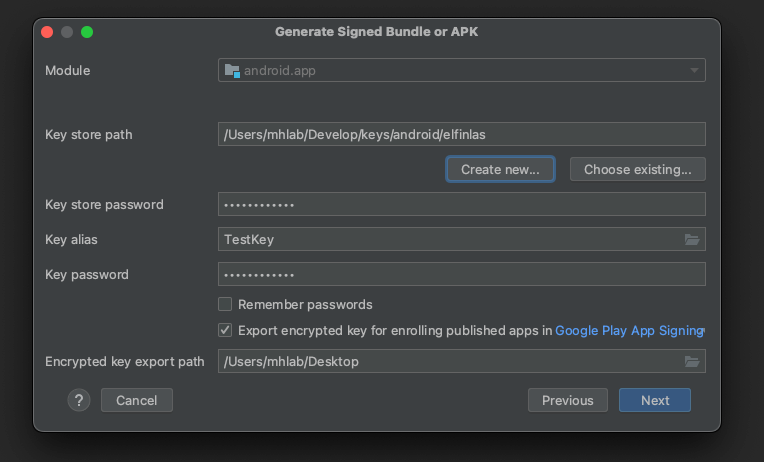 Generate Signed Bundle or APK
Module
android.app
Key store path
/Users/mhlab/Develop/keys/android/elfinlas
Create new...
Choose existing...
Key store password
••••••••••••
Key alias
TestKey
Key password
••••••••••••
Remember passwords
Export encrypted key for enrolling published apps in Google Play App Signing
Encrypted key export path
/Users/mhlab/Desktop
?
Cancel
Previous
Next